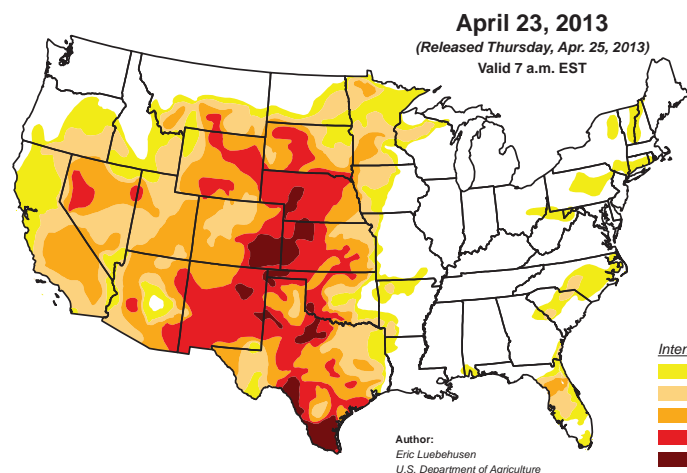 April 23, 2013
(Released Thursday, Apr. 25, 2013)
Valid 7 a.m. EST
Inter
Author:
Eric Luebehusen
U.S. Department of Agriculture